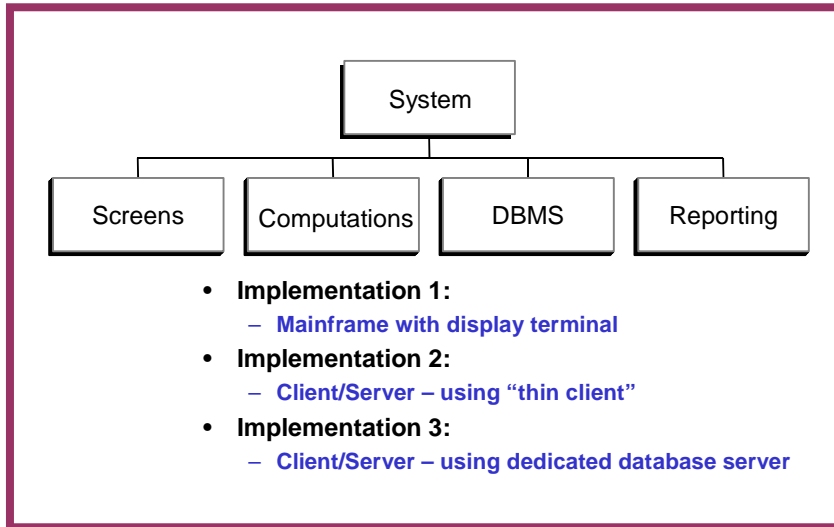 System
Screens
Computations
DBMS
Reporting
• Implementation 1:
– Mainframe with display terminal
• Implementation 2:
– Client/Server – using “thin client”
• Implementation 3:
– Client/Server – using dedicated database server